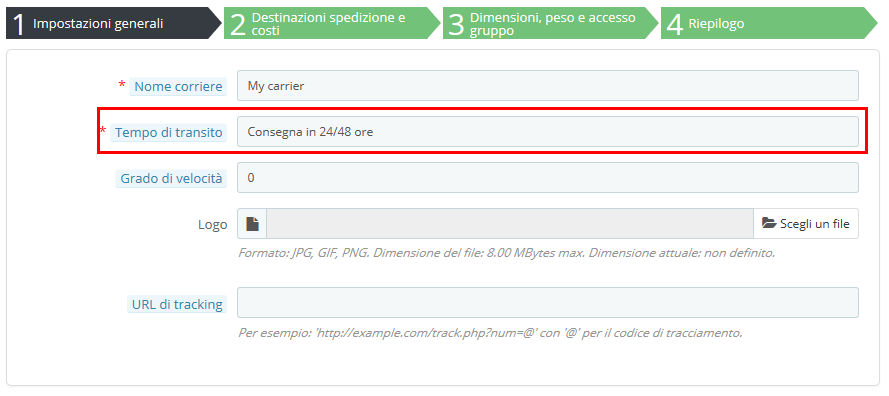 1 Impostazioni generali
2 Destinazioni spedizione e
costi
3 Dimensioni, peso e accesso
gruppo
4 Riepilogo
* Nome corriere My carrier
* Tempo di transito Consegna in 24/48 ore
Grado di velocità 0
Logo Scegli un file
Formato: JPG, GIF, PNG. Dimensione del file: 8.00 MBytes max. Dimensione attuale: non definito.
URL di tracking
Per esempio: 'http://example.com/track.php?num=@' con '@' per il codice di tracciamento.